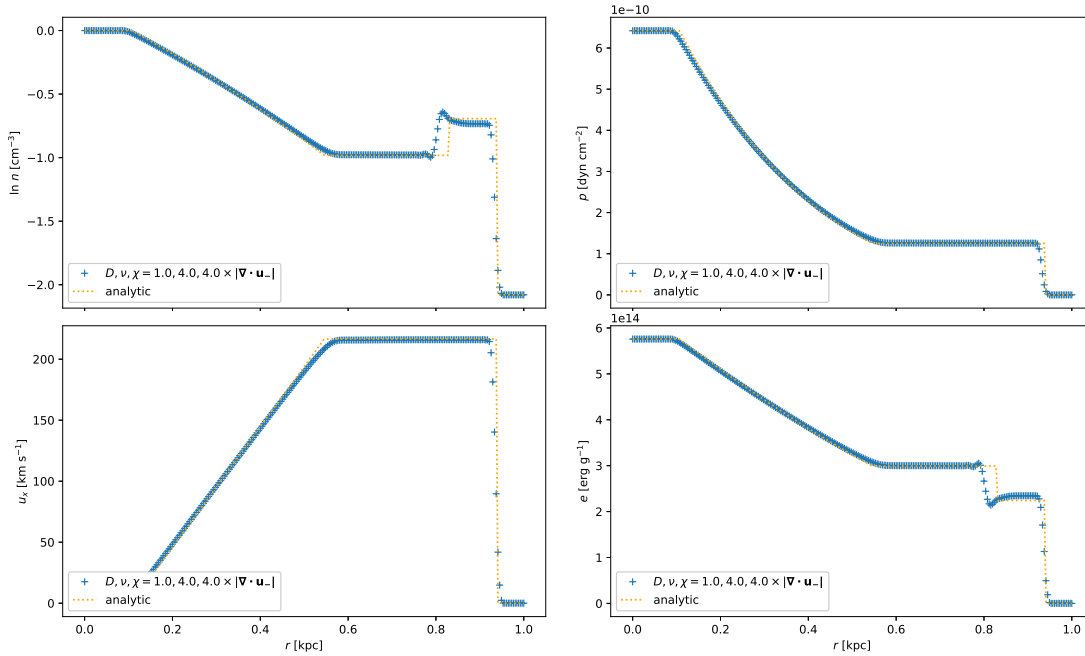 1e−10
0.0
−0.5
−1.0
−1.5
−2.0
ln n [cm⁻³]
D, ν, χ = 1.0, 4.0, 4.0 × |∇ · u₋|
analytic
6
5
4
3
2
1
0
p [dyn cm⁻²]
D, ν, χ = 1.0, 4.0, 4.0 × |∇ · u₋|
analytic
1e14
200
150
100
50
0
uₓ [km s⁻¹]
D, ν, χ = 1.0, 4.0, 4.0 × |∇ · u₋|
analytic
0.0 0.2 0.4 0.6 0.8 1.0
r [kpc]
6
5
4
3
2
1
0
e [erg g⁻¹]
D, ν, χ = 1.0, 4.0, 4.0 × |∇ · u₋|
analytic
0.0 0.2 0.4 0.6 0.8 1.0
r [kpc]